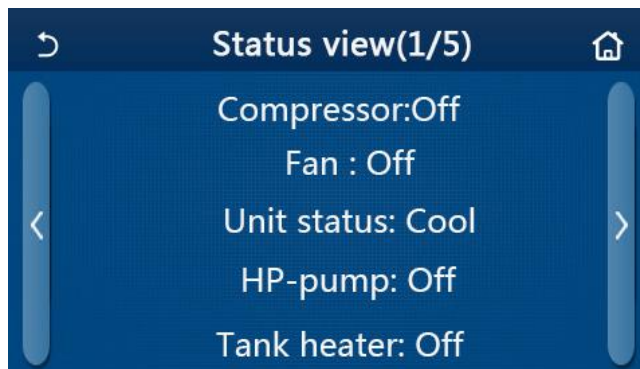 Status view(1/5)
Compressor:Off
Fan : Off
Unit status: Cool
HP-pump: Off
Tank heater: Off